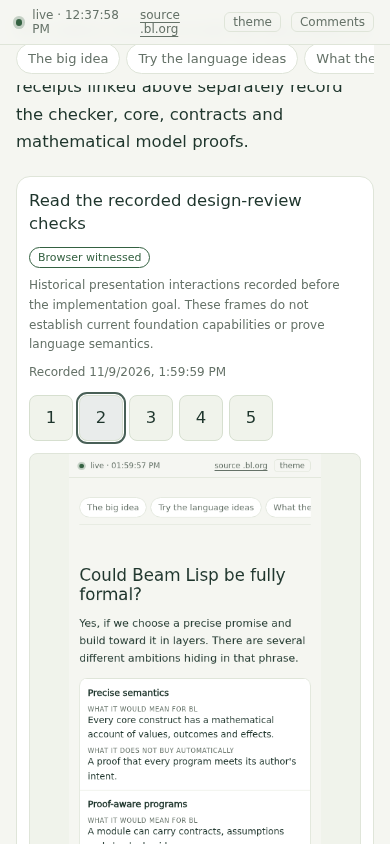 live · 12:37:58 PM
source .bl.org
theme
Comments
The big idea
Try the language ideas
What the
receipts linked above separately record
the checker, core, contracts and
mathematical model proofs.
Read the recorded design-review
checks
Browser witnessed
Historical presentation interactions recorded before
the implementation goal. These frames do not
establish current foundation capabilities or prove
language semantics.
Recorded 11/9/2026, 1:59:59 PM
1 2 3 4 5
live · 01:59:57 PM
source .bl.org
theme
The big idea
Try the language ideas
What the
Could Beam Lisp be fully
formal?
Yes, if we choose a precise promise and
build toward it in layers. There are several
different ambitions hiding in that phrase.
Precise semantics
WHAT IT WOULD MEAN FOR BL
Every core construct has a mathematical
account of values, outcomes and effects.
WHAT IT DOES NOT BUY AUTOMATICALLY
A proof that every program meets its author's
intent.
Proof-aware programs
WHAT IT WOULD MEAN FOR BL
A module can carry contracts, assumptions